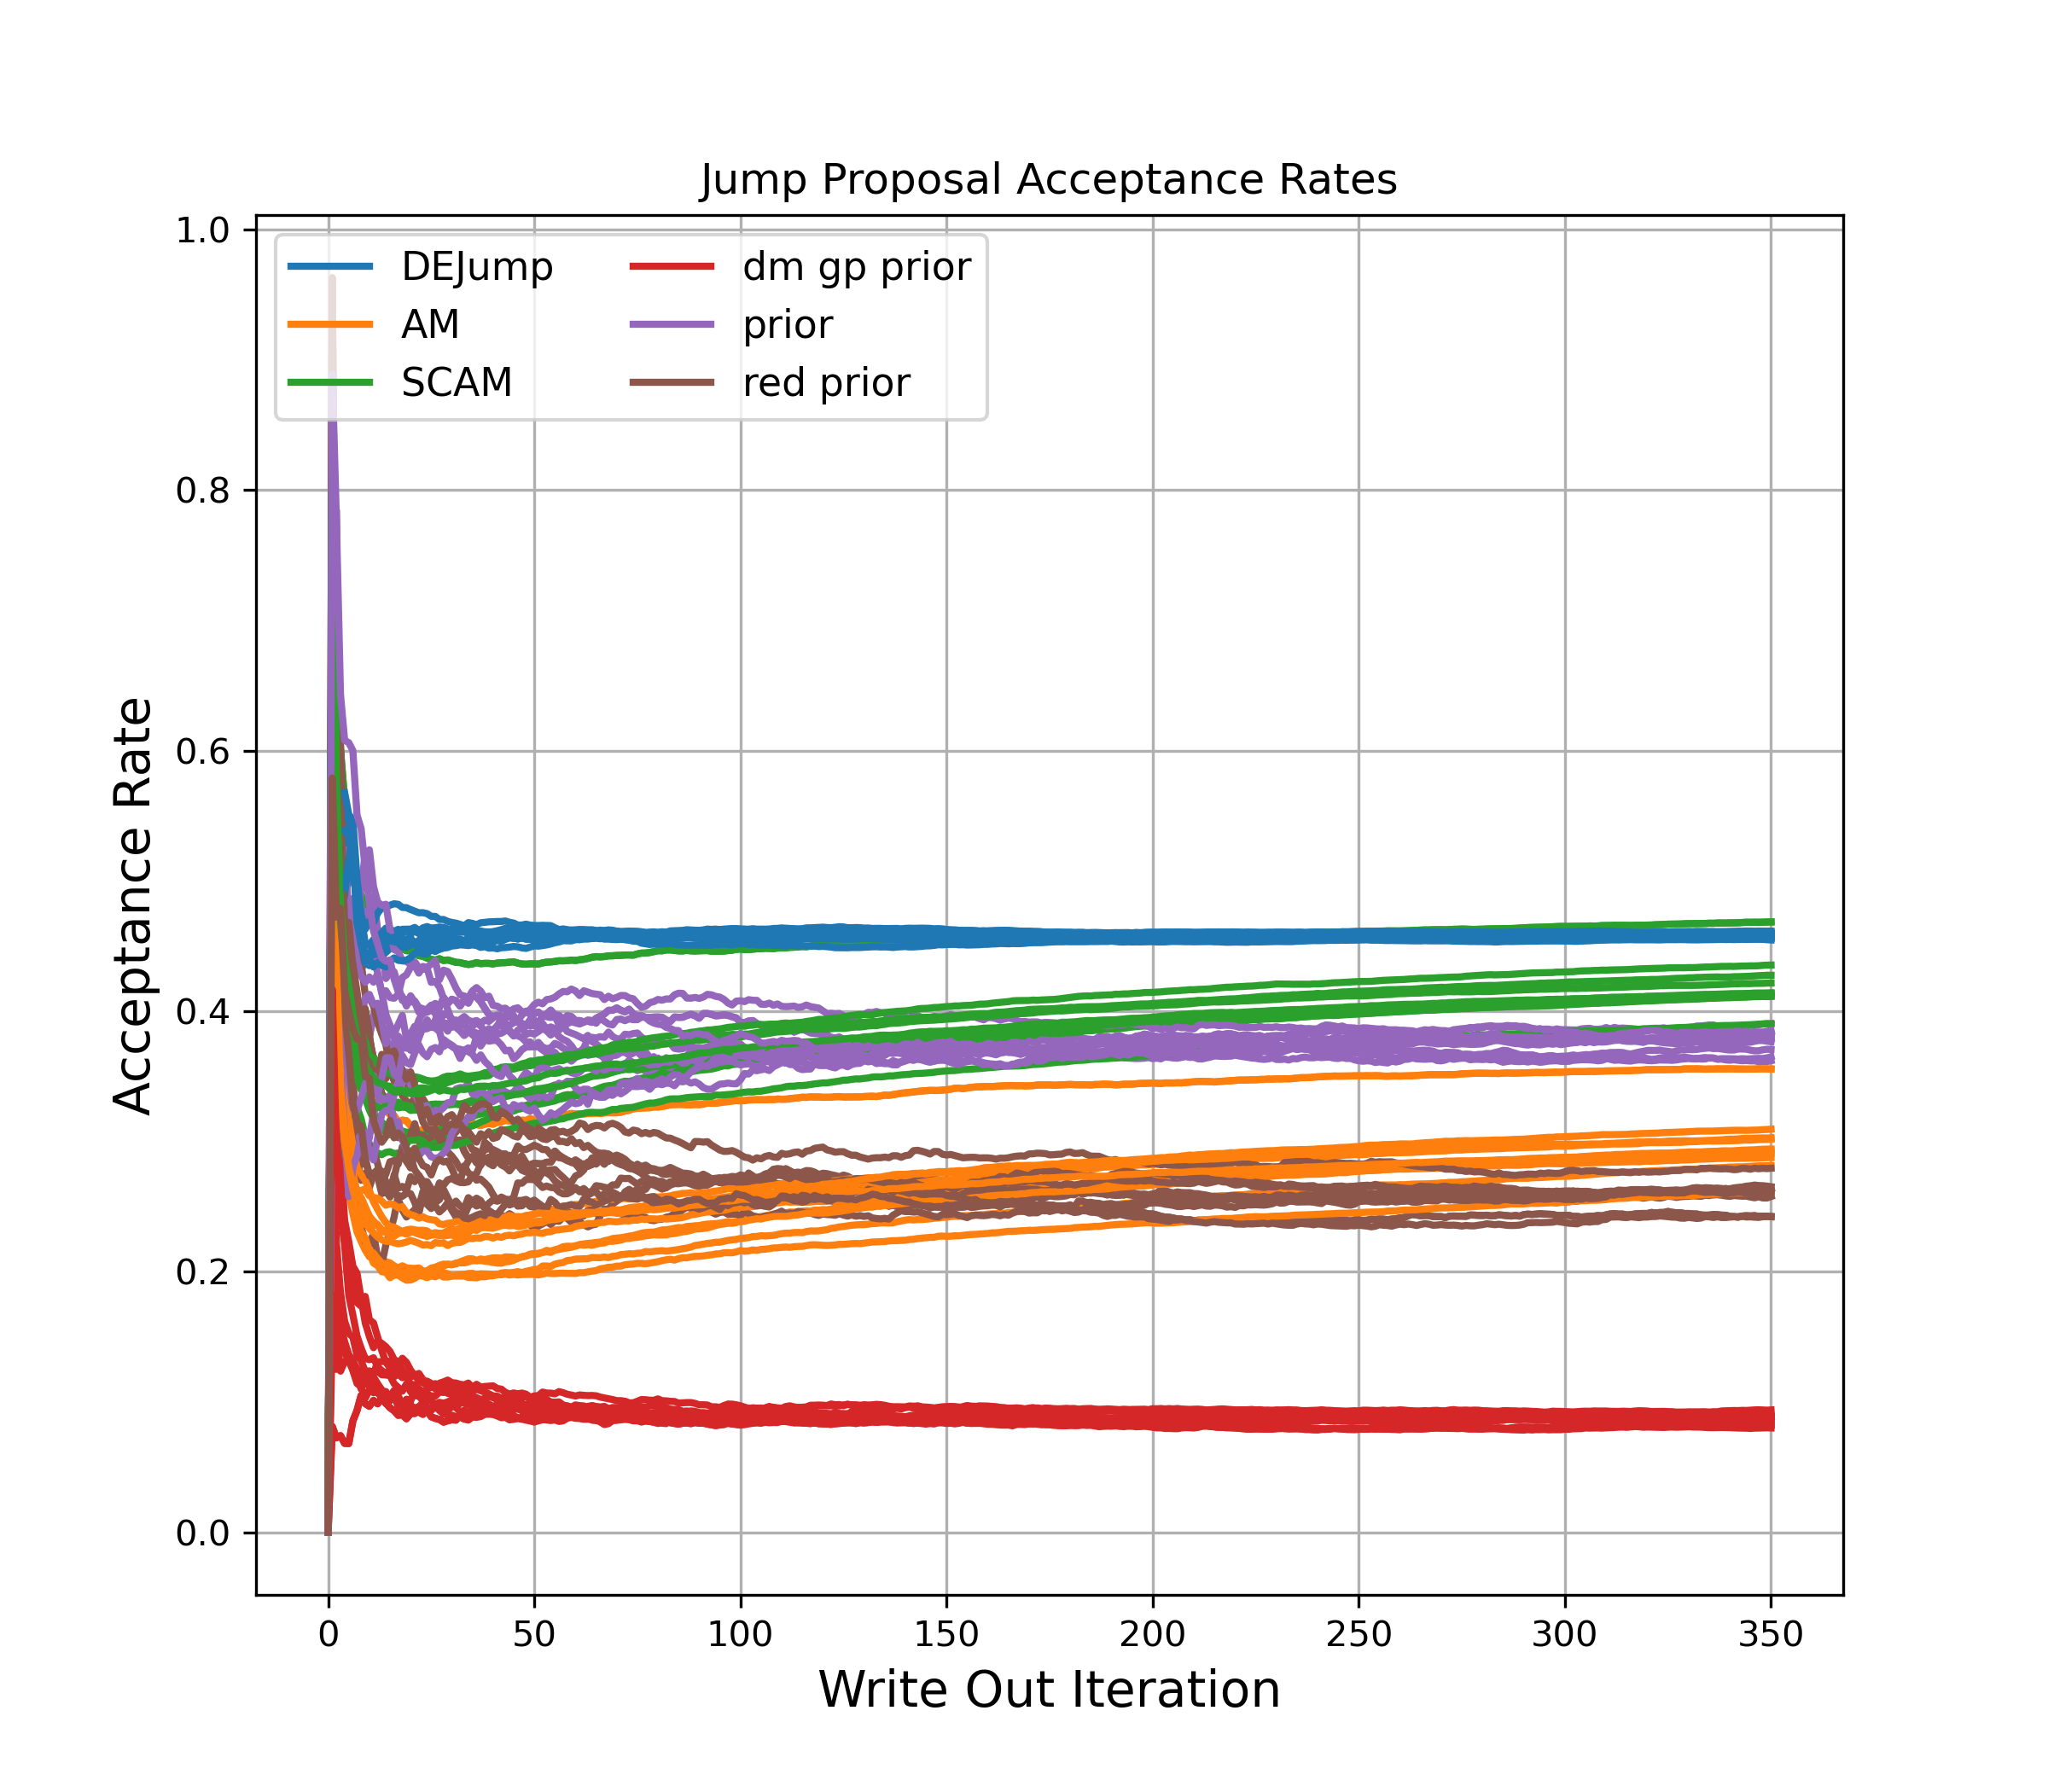 Jump Proposal Acceptance Rates
1.0
0.8
0.6
0.4
0.2
0.0
Acceptance Rate
DEJump
AM
SCAM
dm gp prior
prior
red prior
0 50 100 150 200 250 300 350
Write Out Iteration